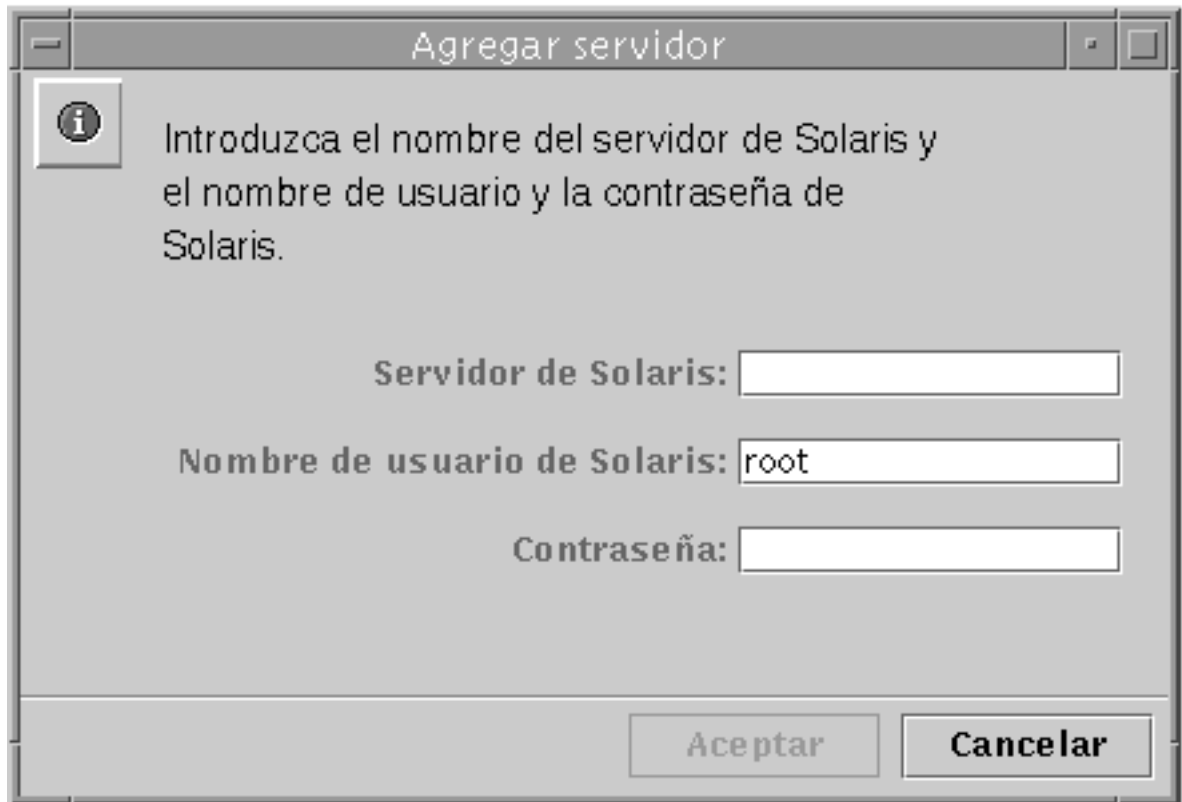 Agregar servidor
Introduzca el nombre del servidor de Solaris y
el nombre de usuario y la contraseña de
Solaris.
Servidor de Solaris:
Nombre de usuario de Solaris: root
Contraseña:
Aceptar Cancelar